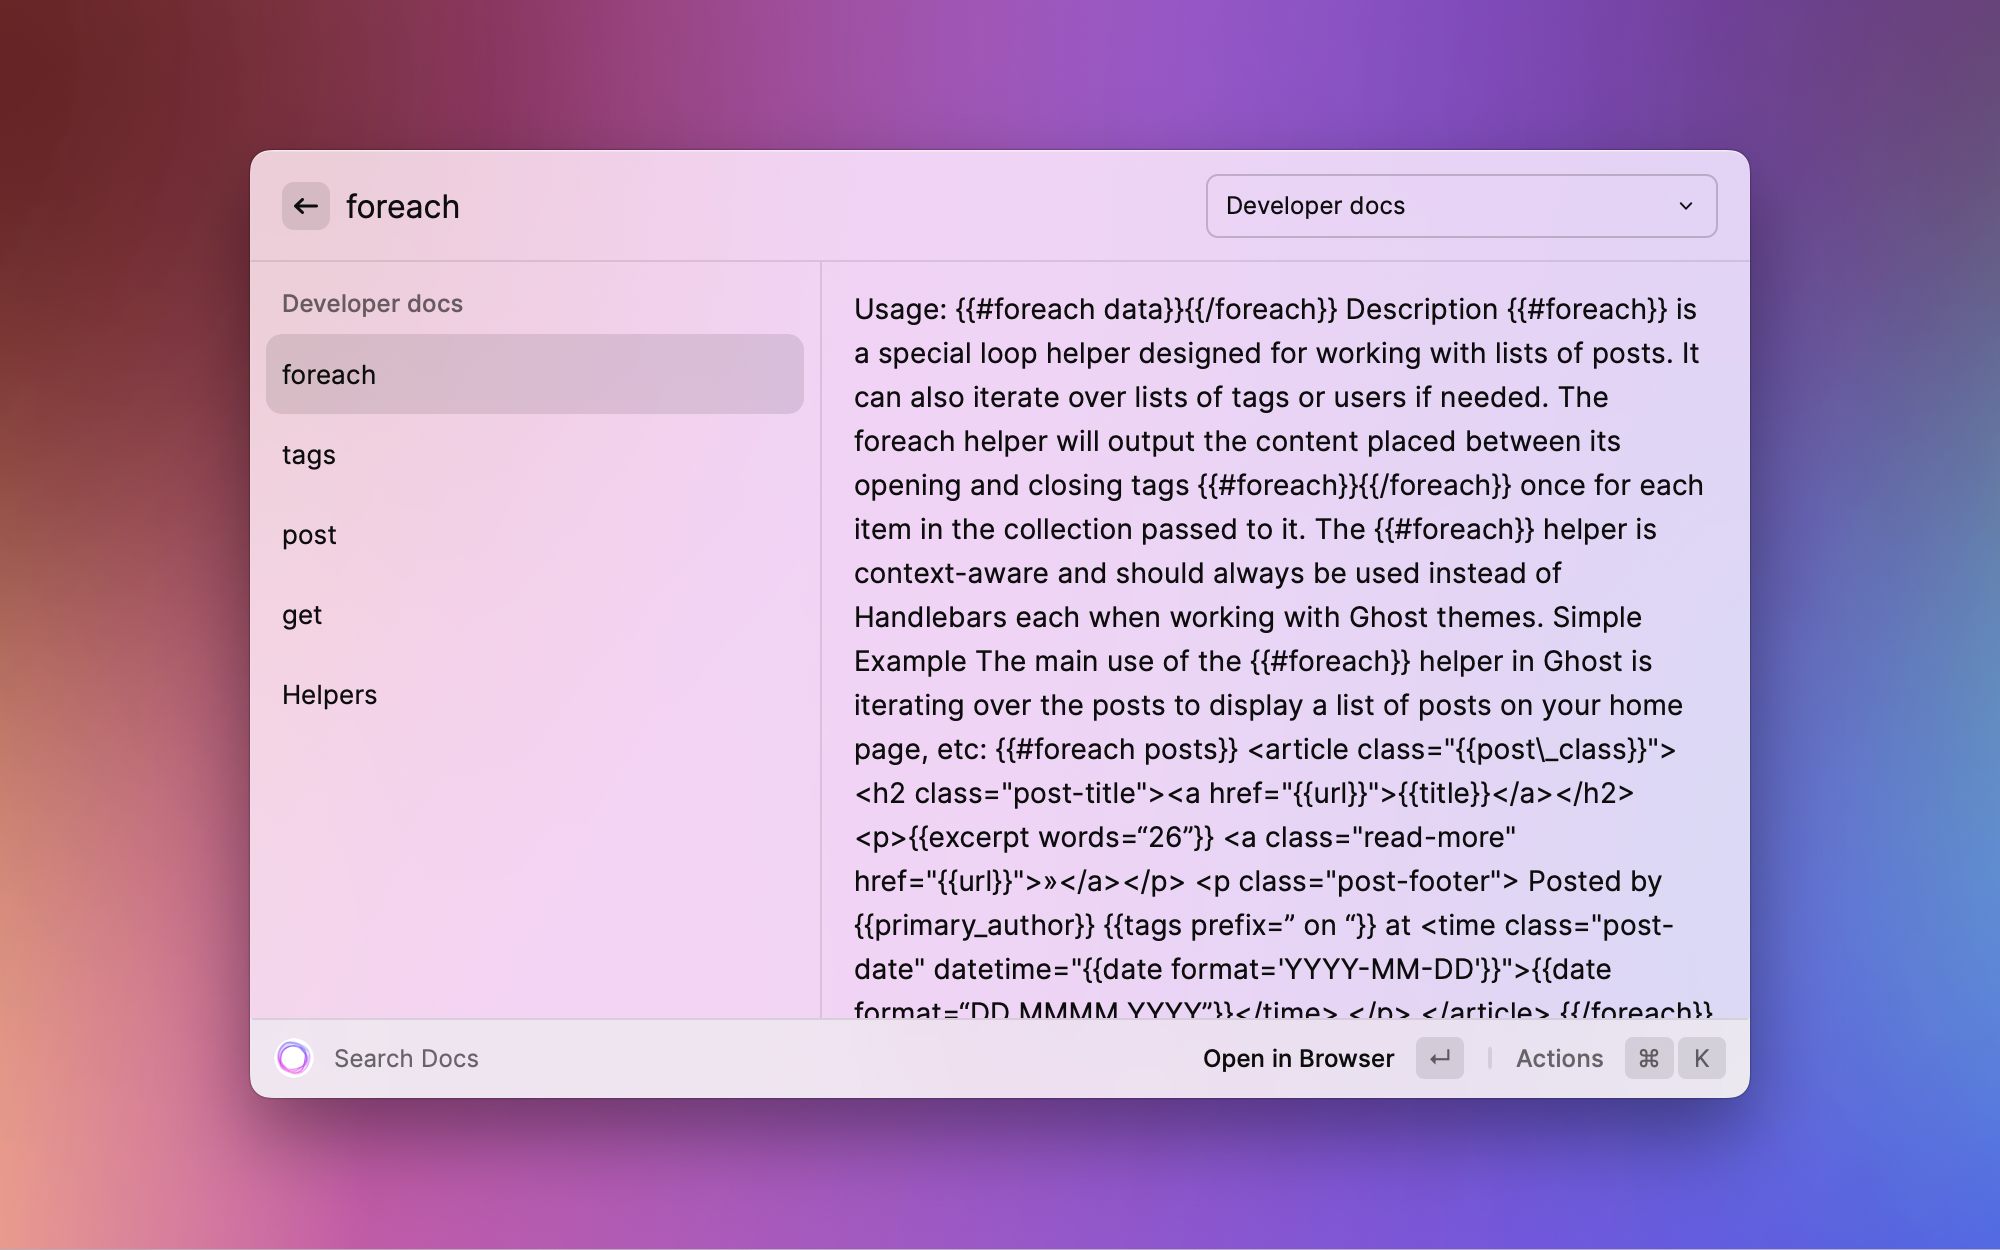 foreach
Developer docs
Developer docs
foreach
tags
post
get
Helpers
Usage: {{#foreach data}}{{/foreach}} Description {{#foreach}} is
a special loop helper designed for working with lists of posts. It
can also iterate over lists of tags or users if needed. The
foreach helper will output the content placed between its
opening and closing tags {{#foreach}}{{/foreach}} once for each
item in the collection passed to it. The {{#foreach}} helper is
context-aware and should always be used instead of
Handlebars each when working with Ghost themes. Simple
Example The main use of the {{#foreach}} helper in Ghost is
iterating over the posts to display a list of posts on your home
page, etc: {{#foreach posts}} <article class="{{post\_class}}">
<h2 class="post-title"><a href="{{url}}">{{title}}</a></h2>
<p>{{excerpt words=“26”}} <a class="read-more"
href="{{url}}">»</a></p> <p class="post-footer"> Posted by
{{primary_author}} {{tags prefix=” on “}} at <time class="post-
date" datetime="{{date format='YYYY-MM-DD'}}">{{date
format=“DD MMMM YYYY”}}</time> </p> </article> {{/foreach}}
Search Docs
Open in Browser
Actions
⌘ K